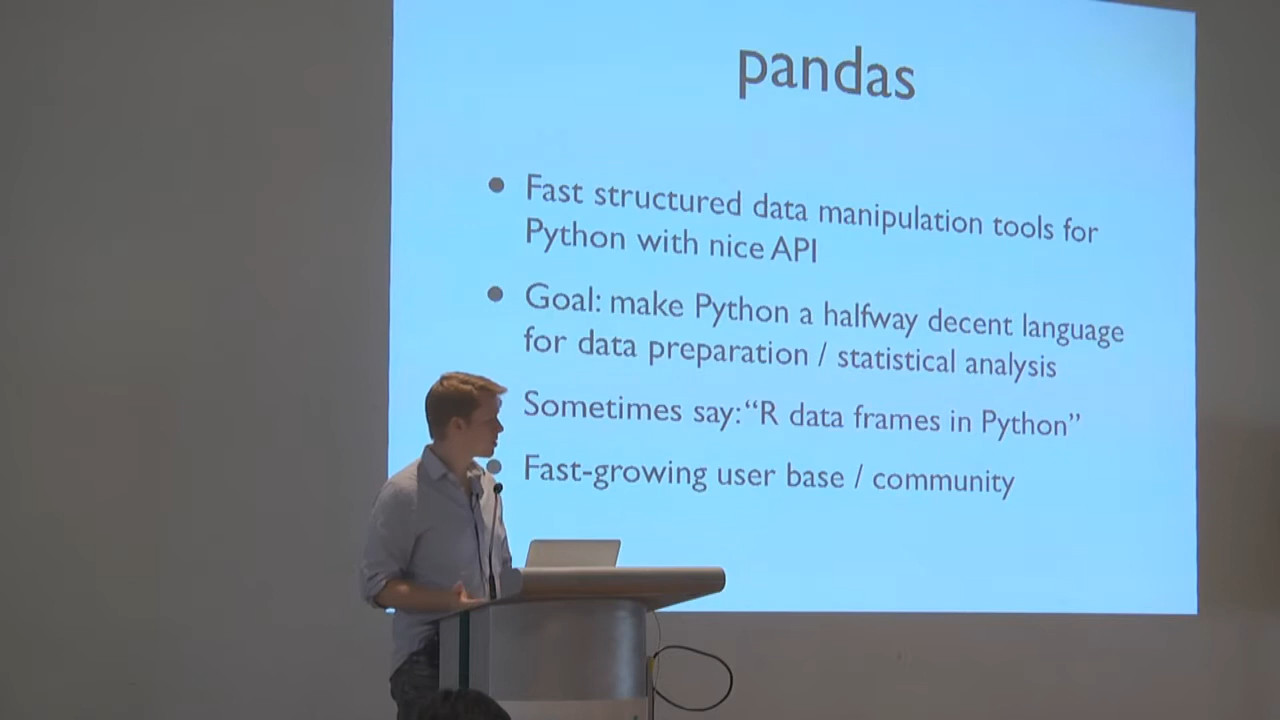 pandas
Fast structured data manipulation tools for
Python with nice API
Goal: make Python a halfway decent language
for data preparation / statistical analysis
Sometimes say: “R data frames in Python”
Fast-growing user base / community